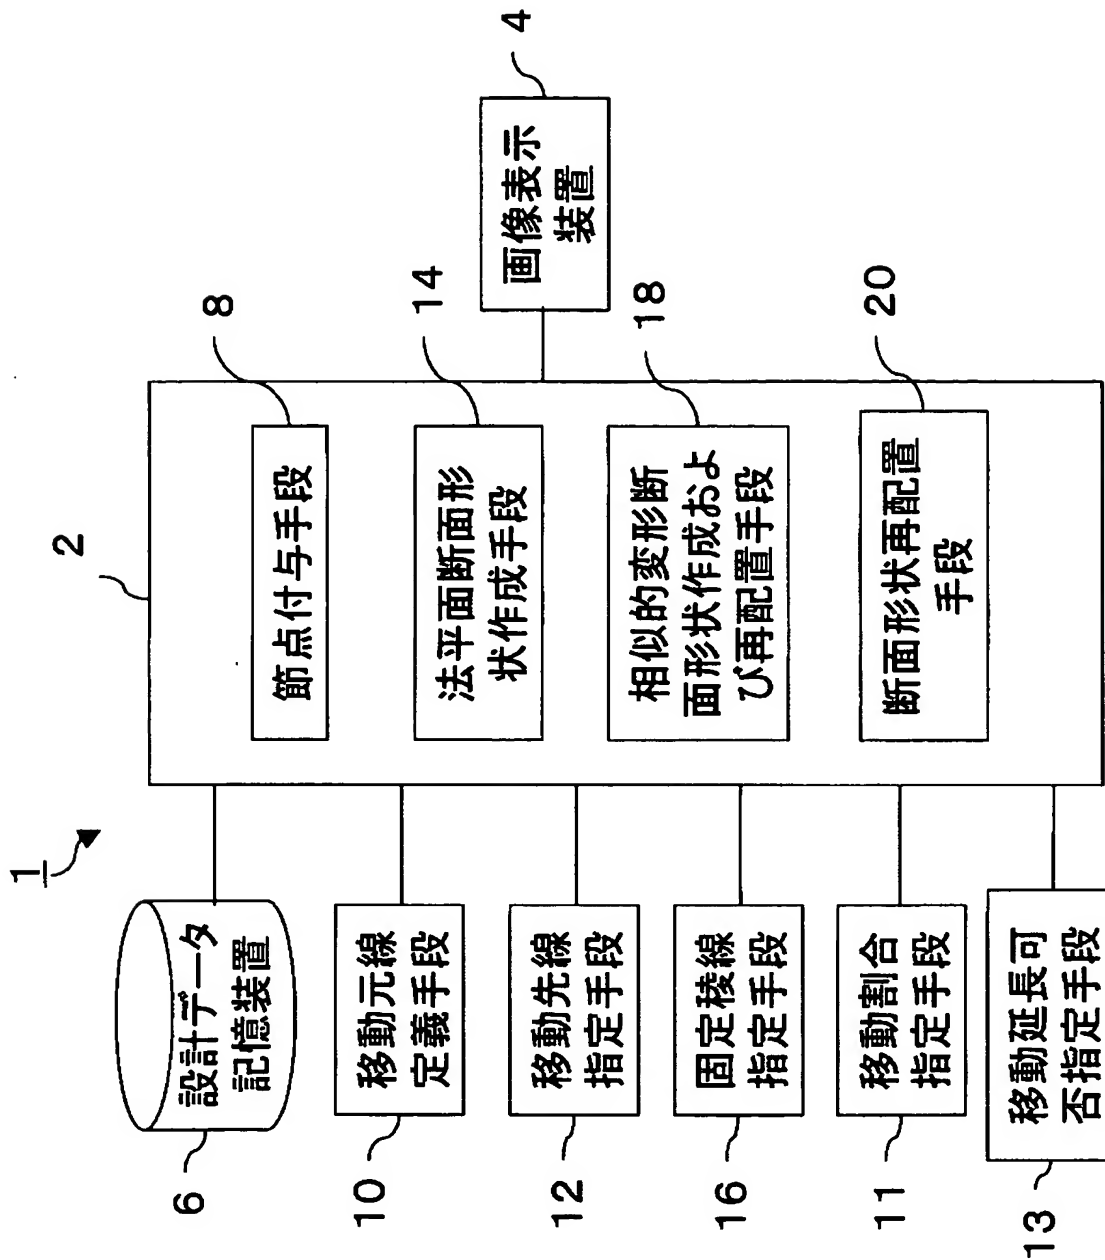 1
2
6
設計データ
記憶装置
10
移動元線
定義手段
12
移動先線
指定手段
16
固定稜線
指定手段
11
移動割合
指定手段
13
移動延長可
否指定手段
節点付与手段
8
法平面断面形
状作成手段
14
相似的変形断
面形状作成およ
び再配置手段
18
断面形状再配置
手段
20
画像表示
装置
4